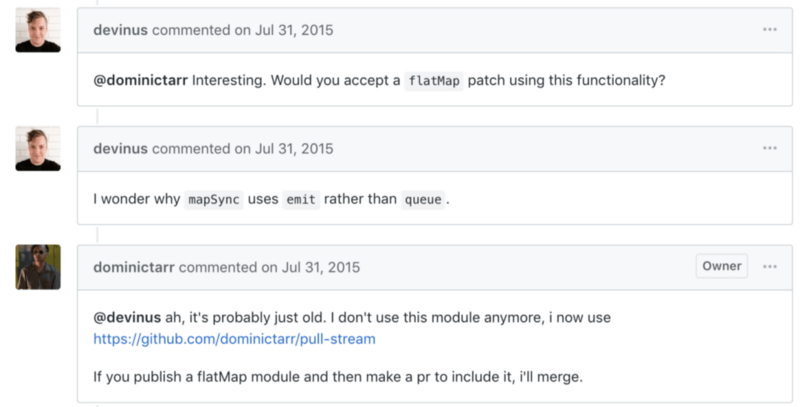 devinus commented on Jul 31, 2015
@dominictarr Interesting. Would you accept a flatMap patch using this functionality?
devinus commented on Jul 31, 2015
I wonder why mapSync uses emit rather than queue.
dominictarr commented on Jul 31, 2015 Owner
@devinus ah, it's probably just old. I don't use this module anymore, i now use
https://github.com/dominictarr/pull-stream
If you publish a flatMap module and then make a pr to include it, i'll merge.